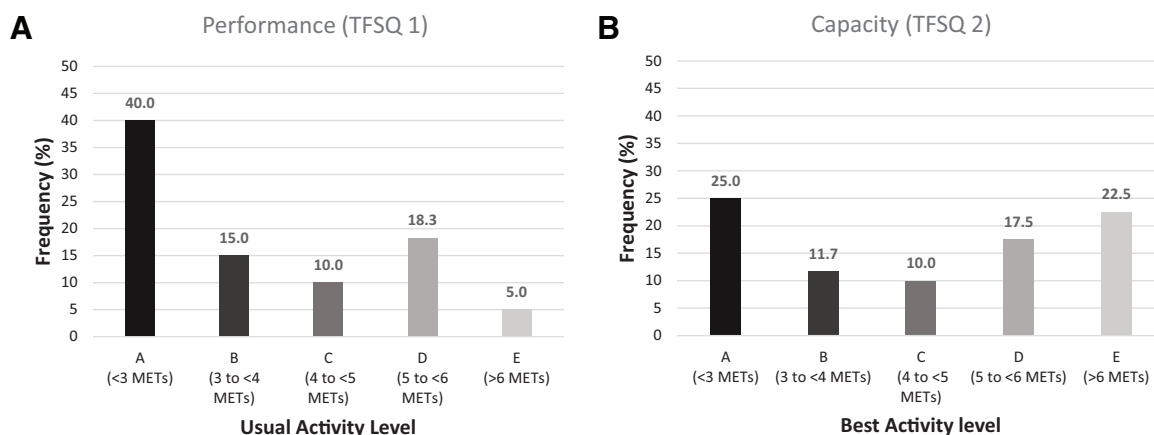 A
Performance (TFSQ 1)
Frequency (%)
50
45
40
35
30
25
20
15
10
5
0
40.0
15.0
10.0
18.3
5.0
A
(<3 METs)
B
(3 to <4
METs)
C
(4 to <5
METs)
D
(5 to <6
METs)
E
(>6 METs)
Usual Activity Level
B
Capacity (TFSQ 2)
Frequency (%)
50
45
40
35
30
25
20
15
10
5
0
25.0
11.7
10.0
17.5
22.5
A
(<3 METs)
B
(3 to <4 METs)
C
(4 to <5
METs)
D
(5 to <6 METs)
E
(>6 METs)
Best Activity level